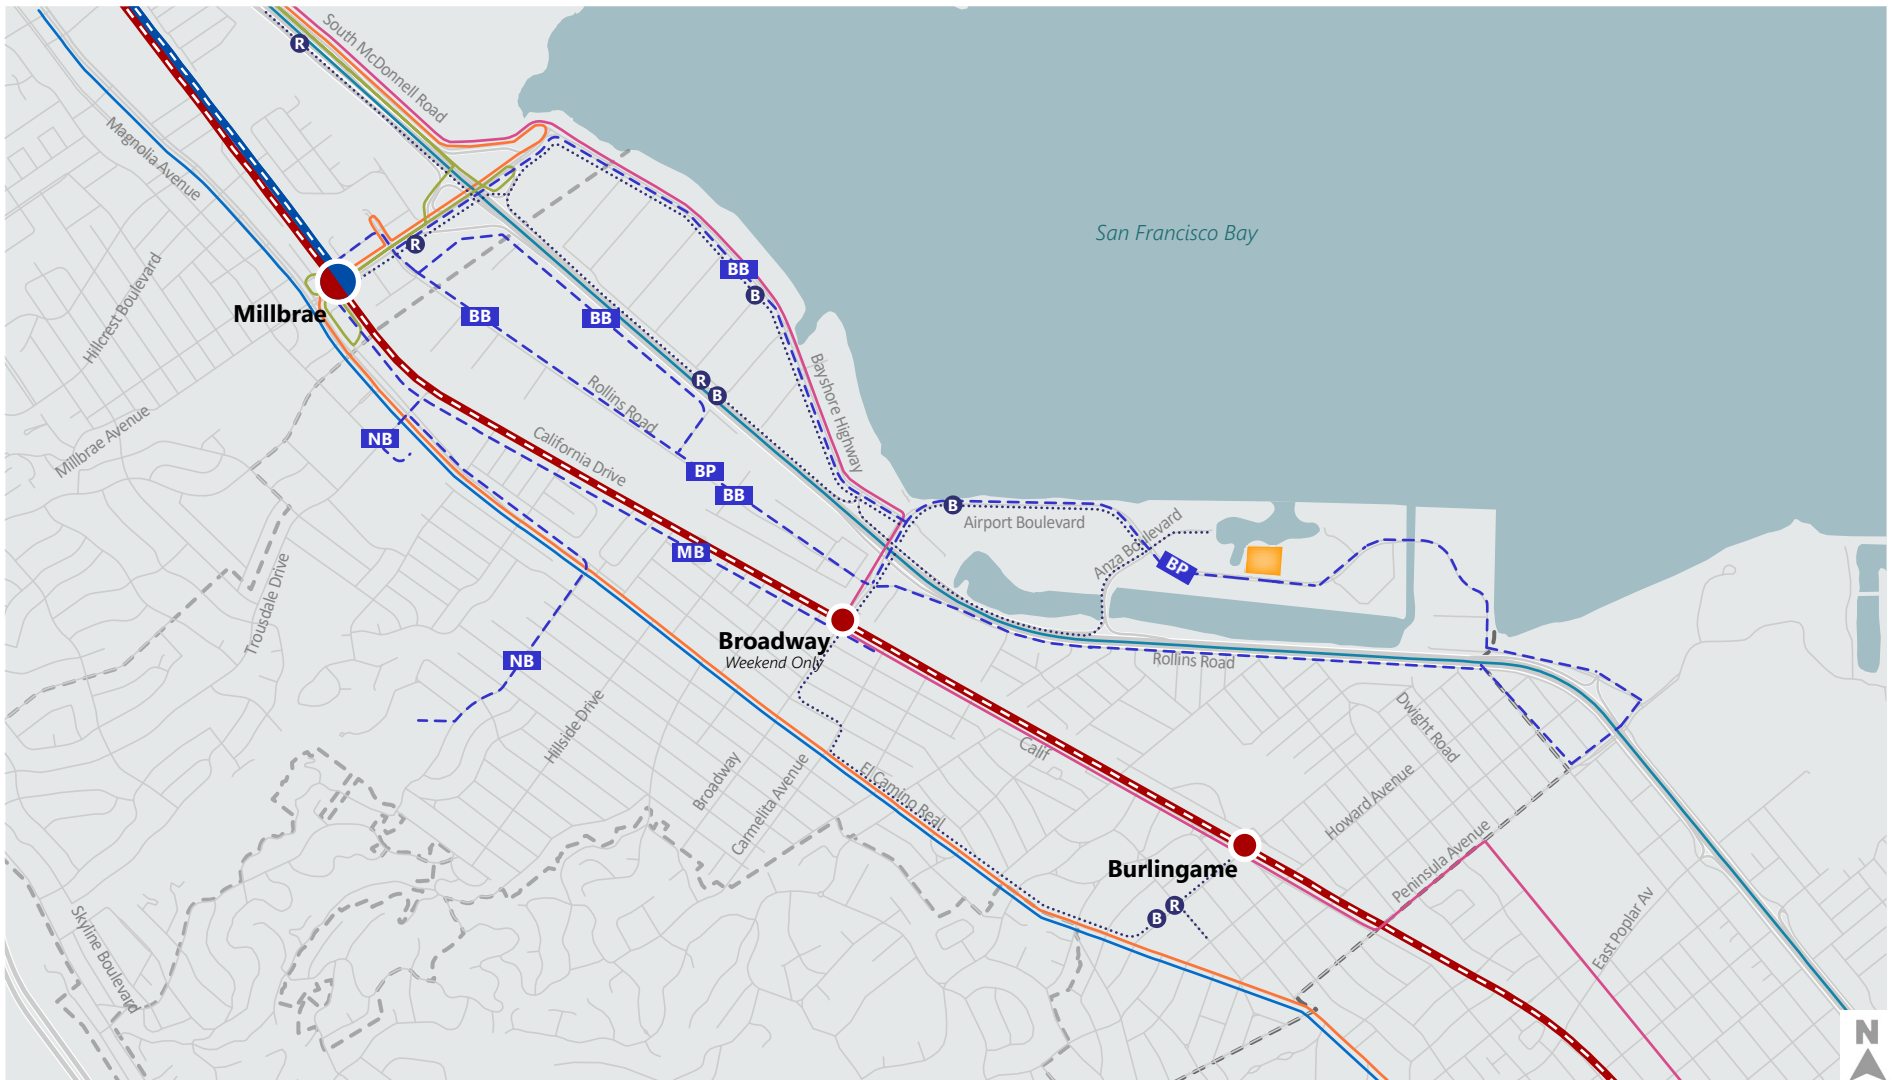 R
South McDonnell Road
Magnolia Avenue
San Francisco Bay
R
BB
B
Hillcrest Boulevard
Millbrae
BB
BB
R
B
Rollins Road
Bayshore Highway
Millbrae Avenue
NB
California Drive
BP
BB
B
Airport Boulevard
Anza Boulevard
BP
MB
Trousdale Drive
Broadway
Weekend Only
NB
Rollins Road
Hillside Drive
Dwight Road
Calif
Broadway
Carmelita Avenue
El Camino Real
Howard Avenue
Peninsula Avenue
Burlingame
R
B
East Poplar Av
Skyline Boulevard
N